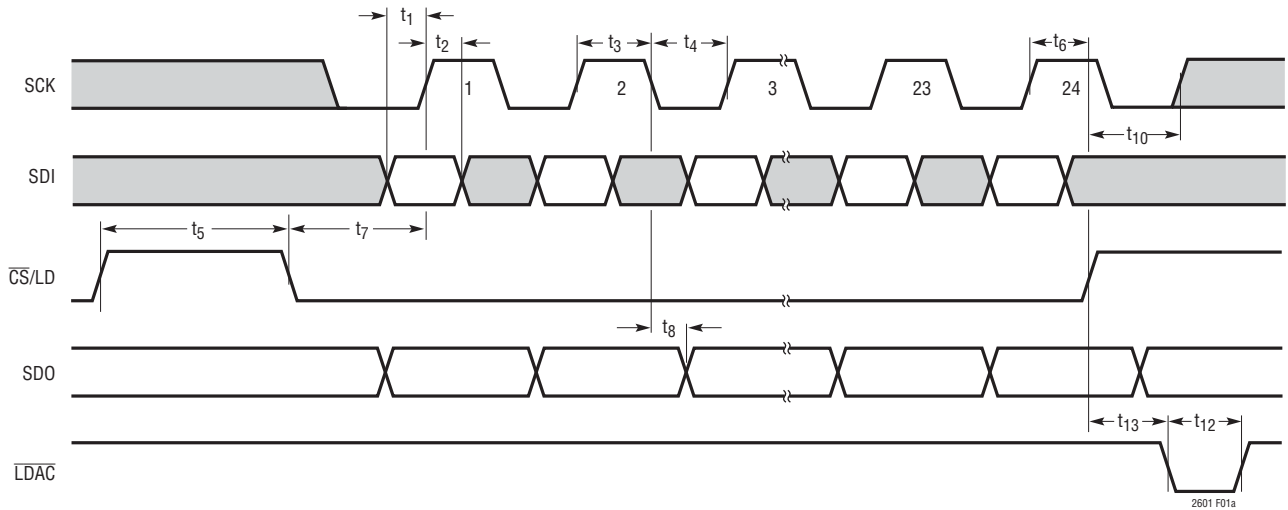 t1
t2
t3
t4
t6
SCK
1
2
3
23
24
t10
SDI
t5
t7
CS/LD
t8
SDO
t13
t12
LDAC
2601 F01a